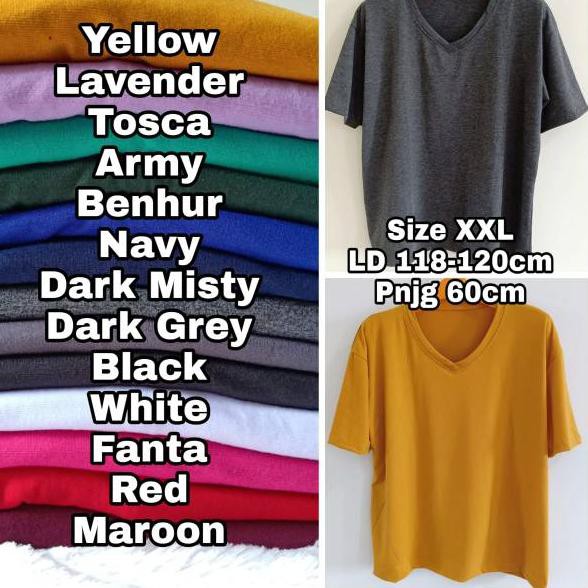 Yellow
Lavender
Tosca
Army
Benhur
Navy
Dark Misty
Dark Grey
Black
White
Fanta
Red
Maroon
Size XXL
LD 118-120cm
Pnjg 60cm